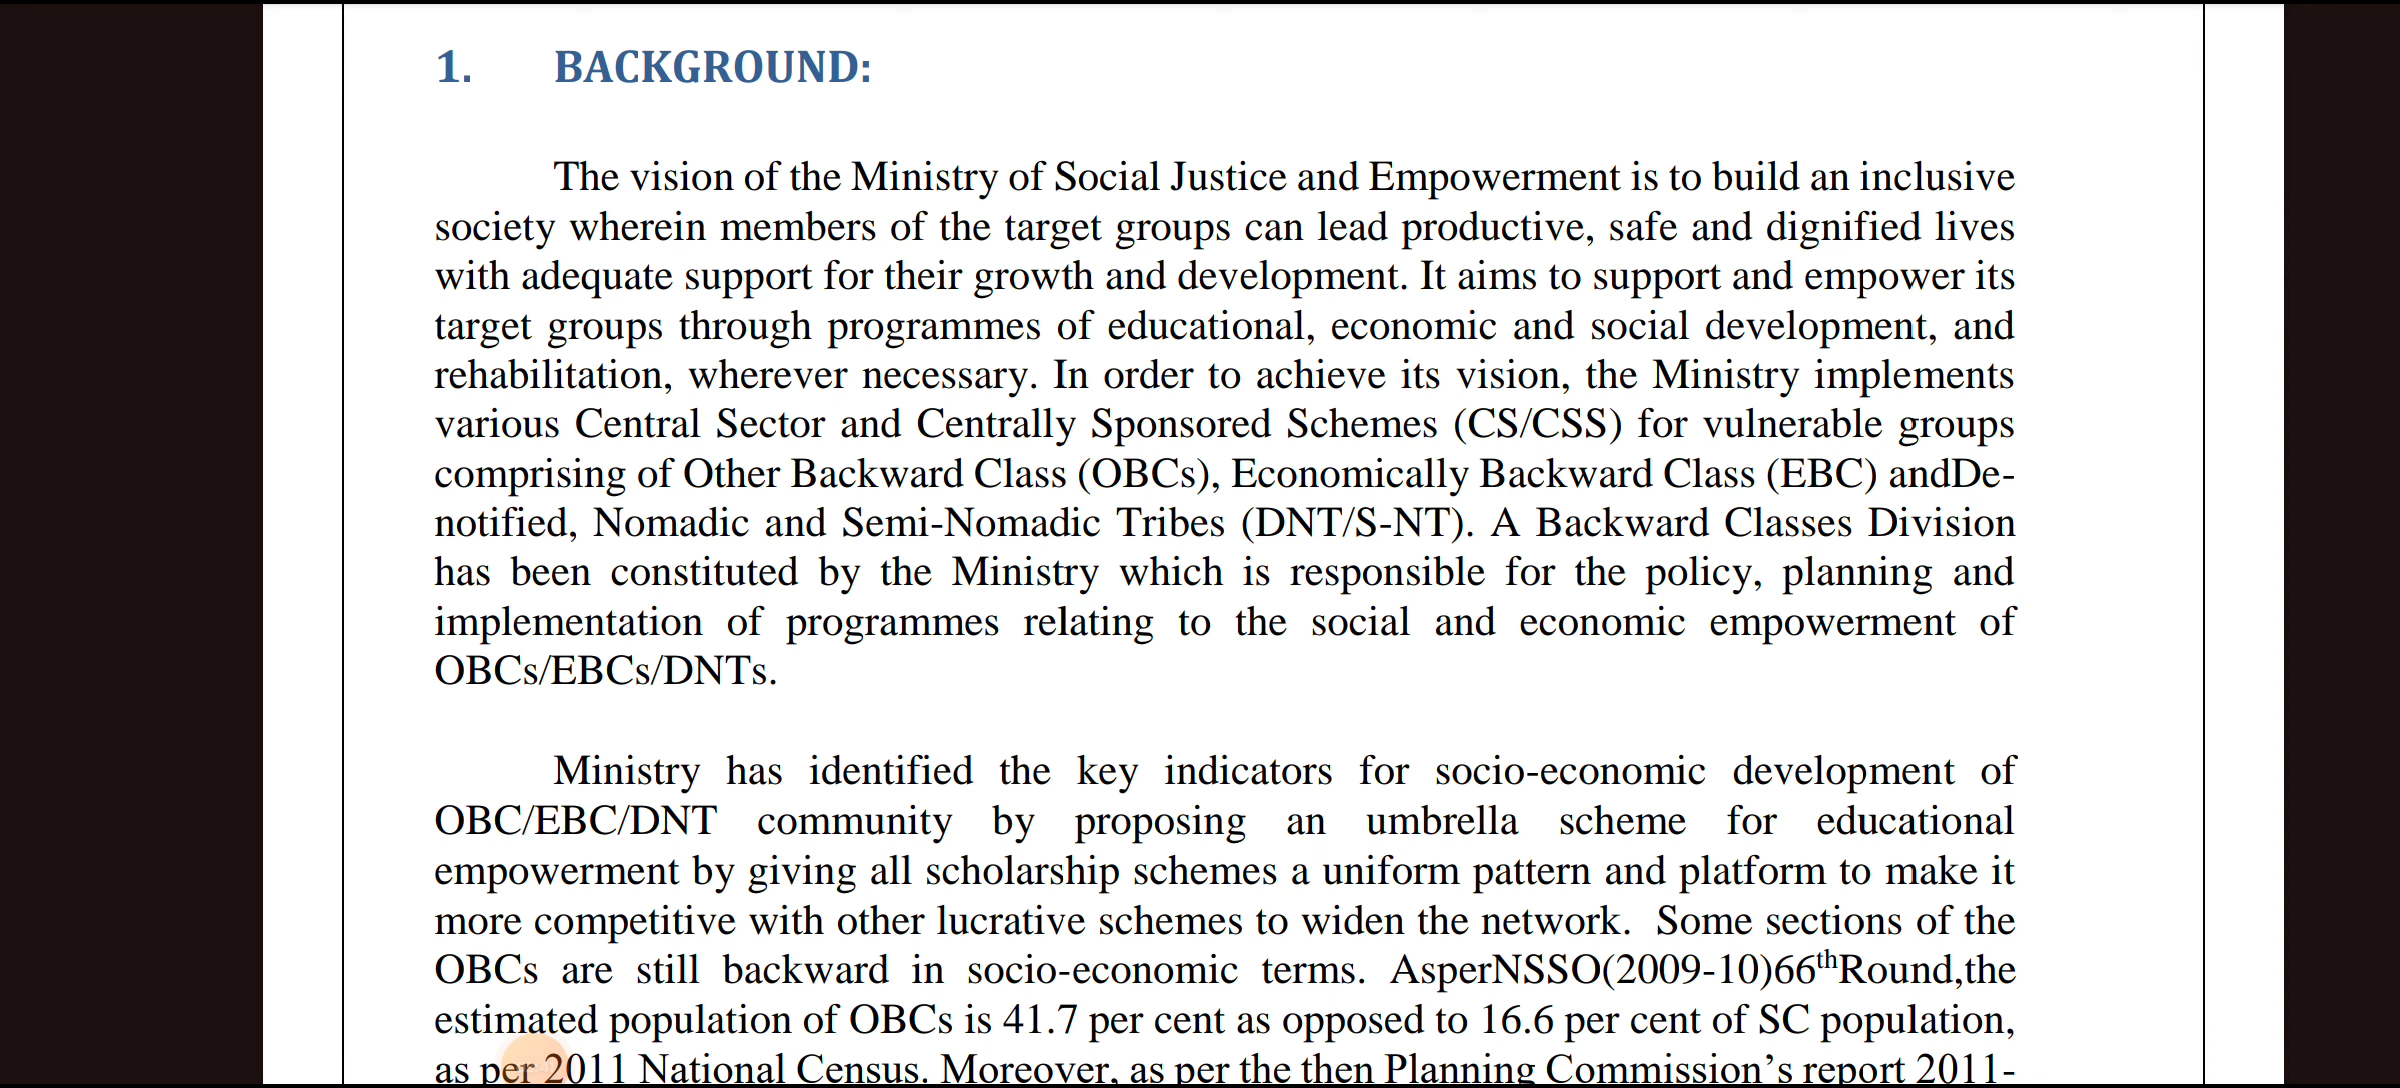 1. BACKGROUND:
The vision of the Ministry of Social Justice and Empowerment is to build an inclusive
society wherein members of the target groups can lead productive, safe and dignified lives
with adequate support for their growth and development. It aims to support and empower its
target groups through programmes of educational, economic and social development, and
rehabilitation, wherever necessary. In order to achieve its vision, the Ministry implements
various Central Sector and Centrally Sponsored Schemes (CS/CSS) for vulnerable groups
comprising of Other Backward Class (OBCs), Economically Backward Class (EBC) andDe-
notified, Nomadic and Semi-Nomadic Tribes (DNT/S-NT). A Backward Classes Division
has been constituted by the Ministry which is responsible for the policy, planning and
implementation of programmes relating to the social and economic empowerment of
OBCs/EBCs/DNTs.
Ministry has identified the key indicators for socio-economic development of
OBC/EBC/DNT community by proposing an umbrella scheme for educational
empowerment by giving all scholarship schemes a uniform pattern and platform to make it
more competitive with other lucrative schemes to widen the network. Some sections of the
OBCs are still backward in socio-economic terms. AsperNSSO(2009-10)66thRound,the
estimated population of OBCs is 41.7 per cent as opposed to 16.6 per cent of SC population,
as per 2011 National Census. Moreover, as per the then Planning Commission's report 2011-